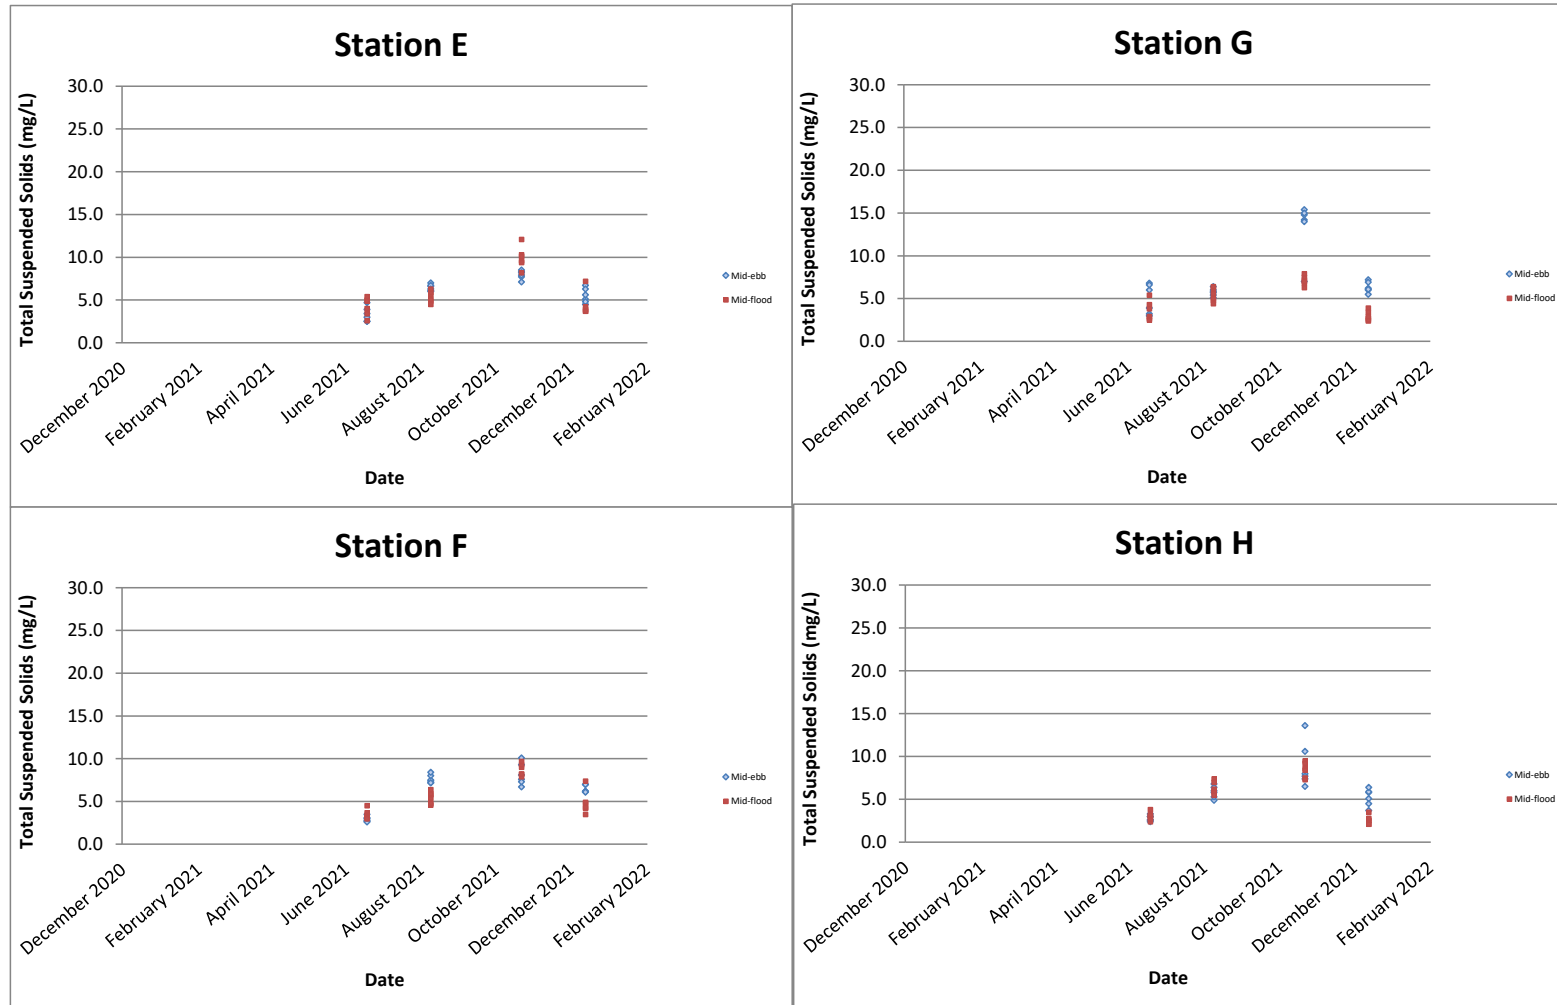 Station E
Total Suspended Solids (mg/L)
30.0
25.0
20.0
15.0
10.0
5.0
0.0
December 2020
February 2021
April 2021
June 2021
August 2021
October 2021
December 2021
February 2022
Date
Mid-ebb
Mid-flood
Station G
Total Suspended Solids (mg/L)
30.0
25.0
20.0
15.0
10.0
5.0
0.0
December 2020
February 2021
April 2021
June 2021
August 2021
October 2021
December 2021
February 2022
Date
Mid-ebb
Mid-flood
Station F
Total Suspended Solids (mg/L)
30.0
25.0
20.0
15.0
10.0
5.0
0.0
December 2020
February 2021
April 2021
June 2021
August 2021
October 2021
December 2021
February 2022
Date
Mid-ebb
Mid-flood
Station H
Total Suspended Solids (mg/L)
30.0
25.0
20.0
15.0
10.0
5.0
0.0
December 2020
February 2021
April 2021
June 2021
August 2021
October 2021
December 2021
February 2022
Date
Mid-ebb
Mid-flood